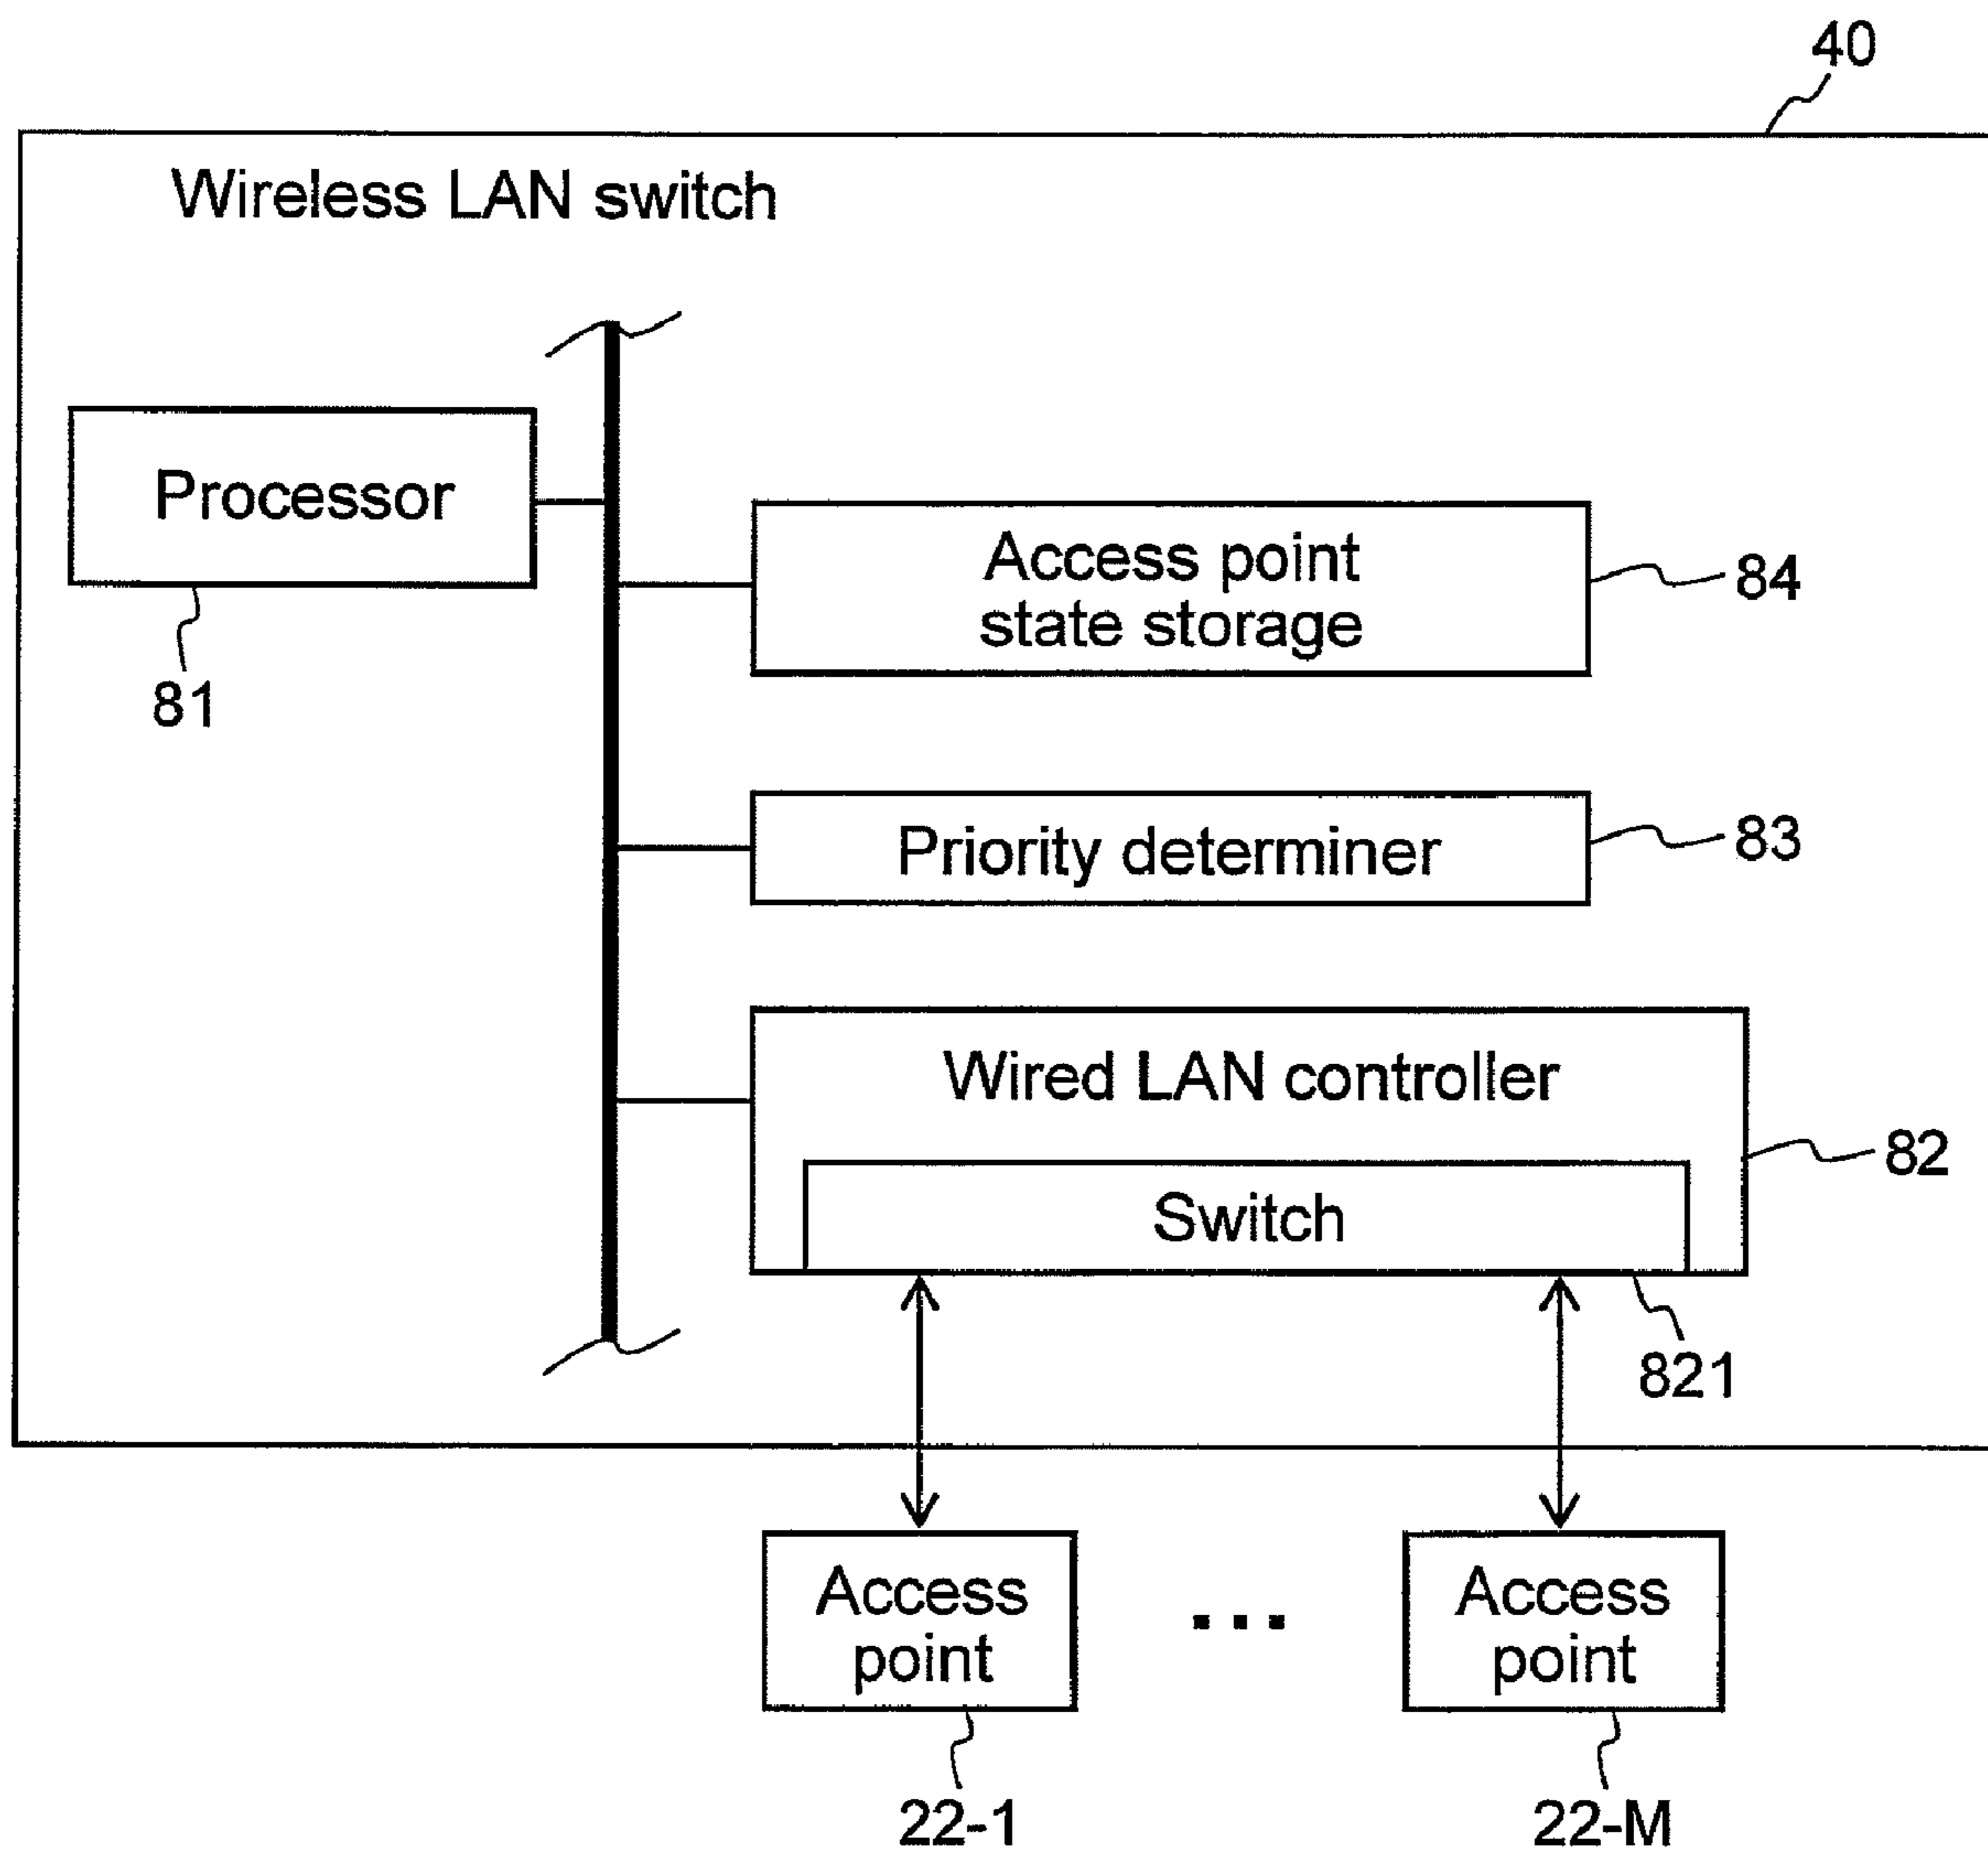 40
Wireless LAN switch
Processor
81
Access point
state storage
84
Priority determiner
83
Wired LAN controller
82
Switch
821
Access
point
...
Access
point
22-1
22-M